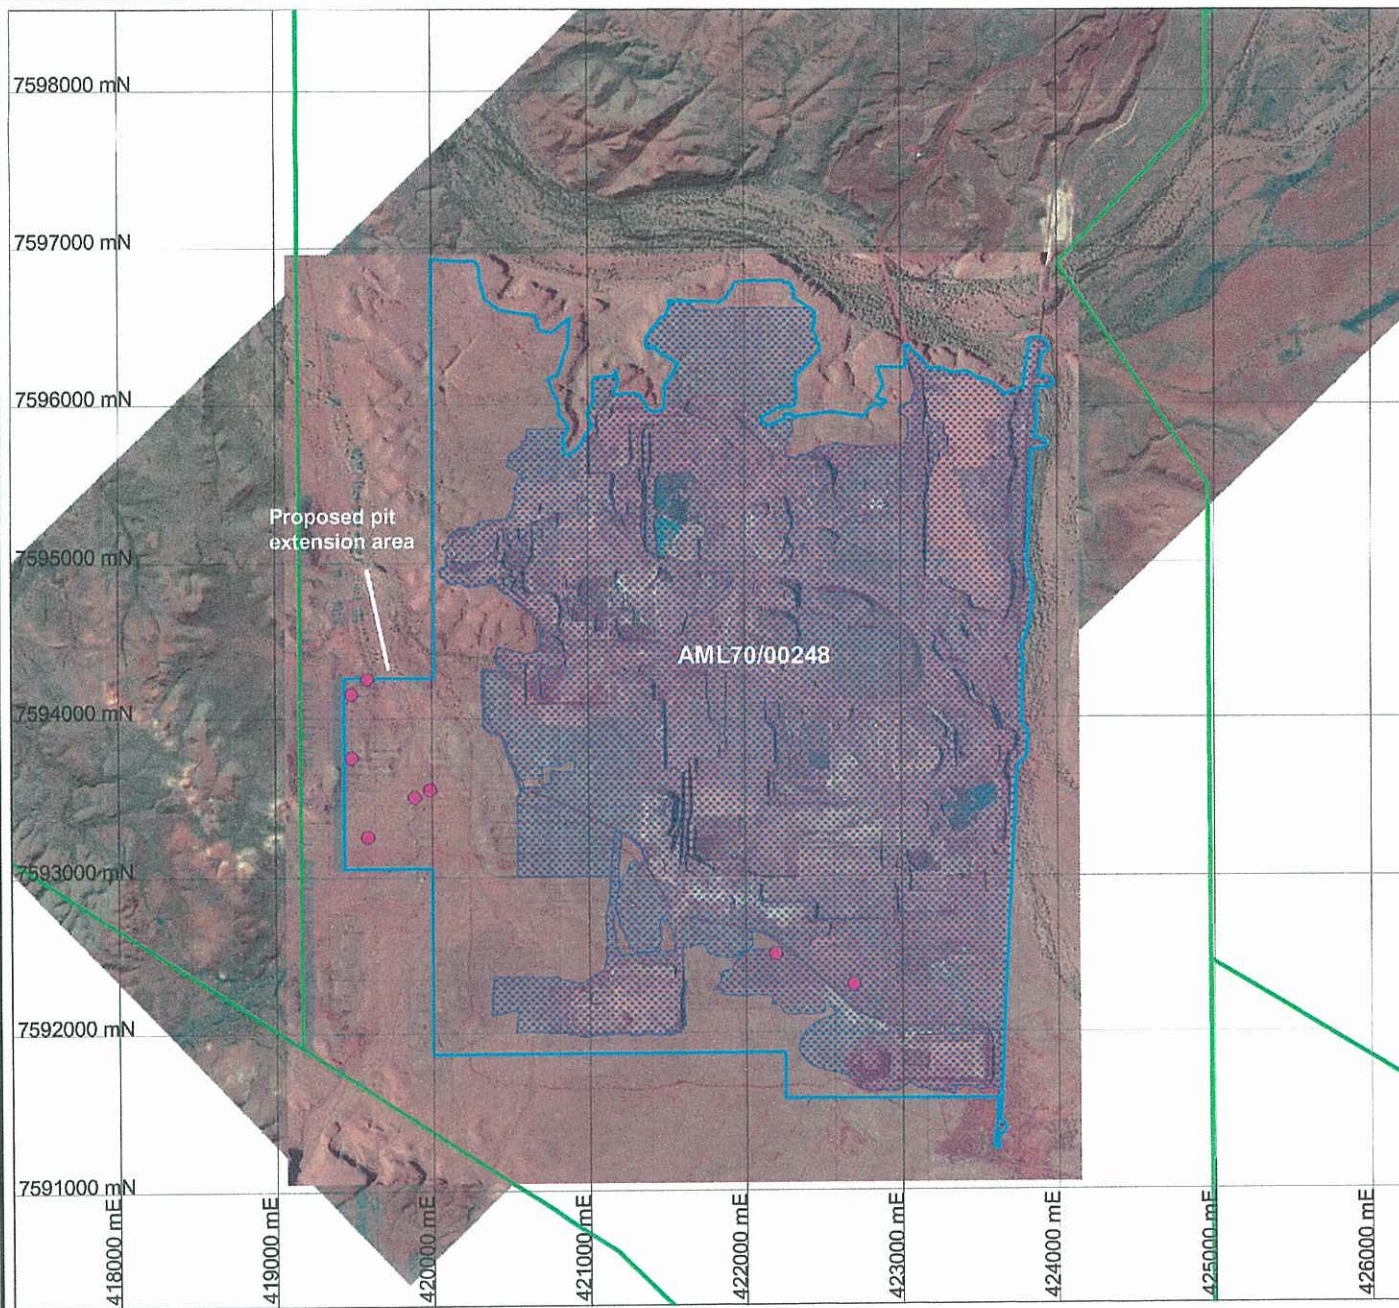 7598000 mN
7597000 mN
7596000 mN
Proposed pit
extension area
7595000 mN
AML70/00248
7594000 mN
7593000 mN
7592000 mN
7591000 mN
418000 mE
419000 mE
420000 mE
421000 mE
422000 mE
423000 mE
424000 mE
425000 mE
426000 mE